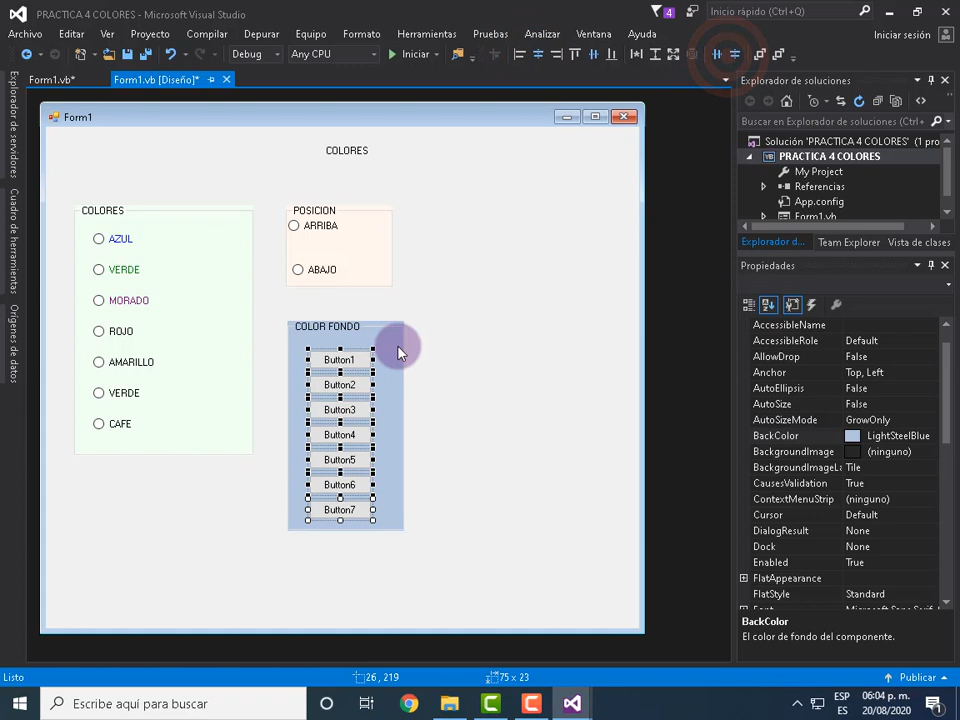 PRACTICA 4 COLORES - Microsoft Visual Studio
4
Inicio rápido (Ctrl+Q)
Archivo Editar Ver Proyecto Compilar Depurar Equipo Formato Herramientas Pruebas Analizar Ventana Ayuda Iniciar sesión
Debug Any CPU Iniciar
Explorador de servidores
Cuadro de herramientas
Orígenes de datos
Form1.vb* Form1.vb [Diseño]*
Form1
COLORES
COLORES
AZUL
VERDE
MORADO
ROJO
AMARILLO
VERDE
CAFE
POSICION
ARRIBA
ABAJO
COLOR FONDO
Button1
Button2
Button3
Button4
Button5
Button6
Button7
Explorador de soluciones
Buscar en Explorador de soluciones (Ctrl+
Solución 'PRACTICA 4 COLORES' (1 pro
PRACTICA 4 COLORES
My Project
Referencias
App.config
Form1.vb
Explorador d... Team Explorer Vista de clases
Propiedades
AccessibleName
AccessibleRole Default
AllowDrop False
Anchor Top, Left
AutoEllipsis False
AutoSize False
AutoSizeMode GrowOnly
BackColor LightSteelBlue
BackgroundImage (ninguno)
BackgroundImageLa Tile
CausesValidation True
ContextMenuStrip (ninguno)
Cursor Default
DialogResult None
Dock None
Enabled True
FlatAppearance
FlatStyle Standard
Font Microsoft Sans Serif
BackColor
El color de fondo del componente.
Listo 26, 219 75 x 23 Publicar
Escribe aquí para buscar
ESP
ES
06:04 p. m.
20/08/2020
1